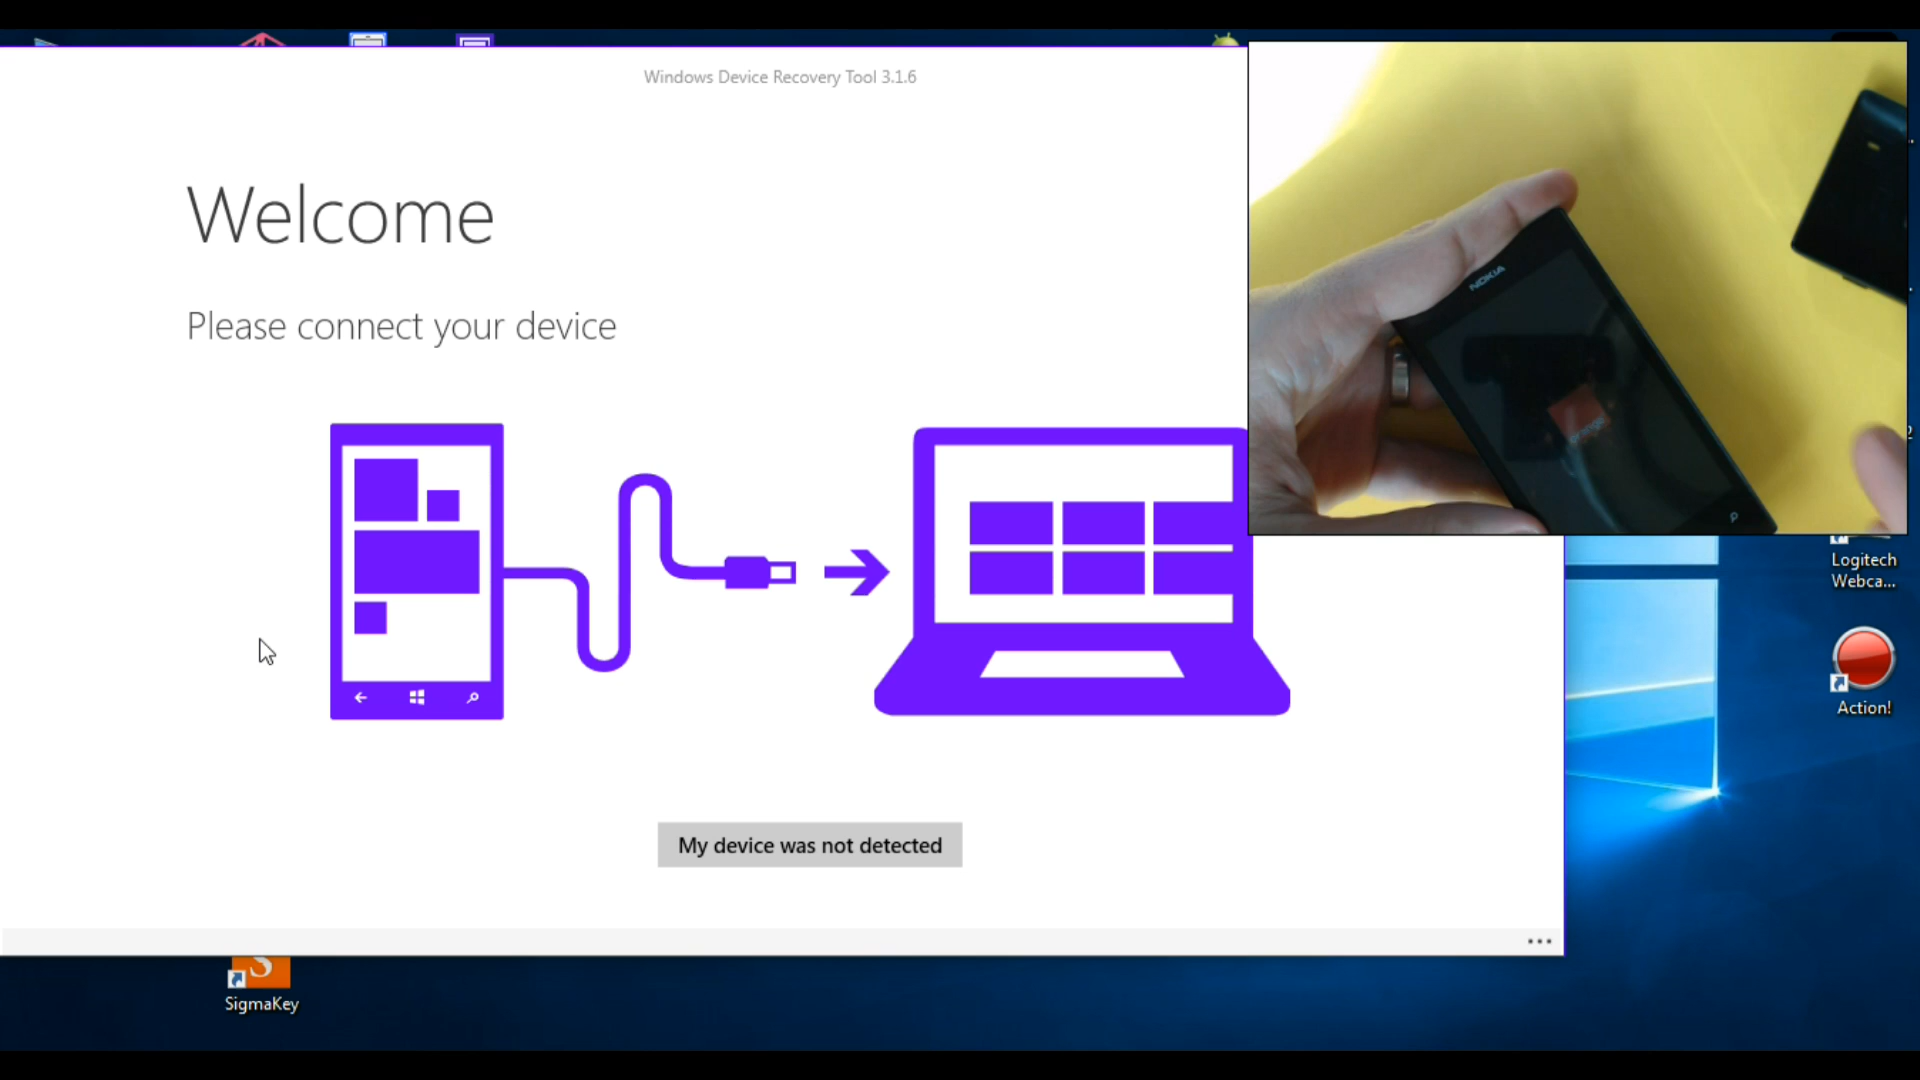 Windows Device Recovery Tool 3.1.6
Welcome
Please connect your device
NOKIA
My device was not detected
Logitech
Webca...
Action!
SigmaKey